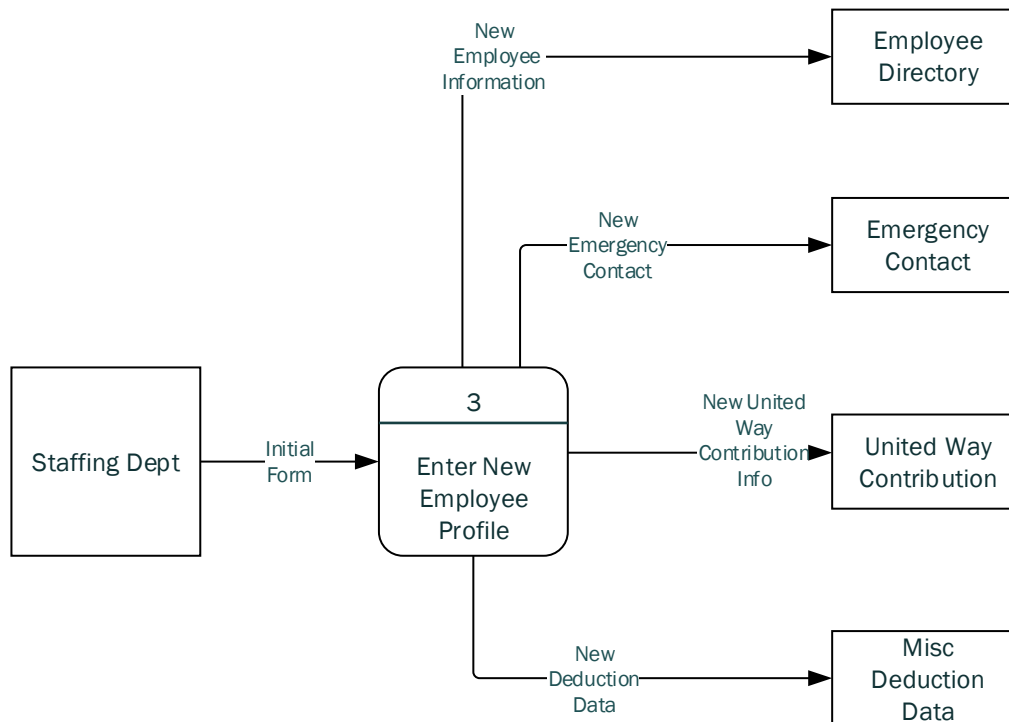 New
Employee
Information
Employee
Directory
New
Emergency
Contact
Emergency
Contact
Staffing Dept
Initial
Form
3
Enter New
Employee
Profile
New United
Way
Contribution
Info
United Way
Contribution
New
Deduction
Data
Misc
Deduction
Data